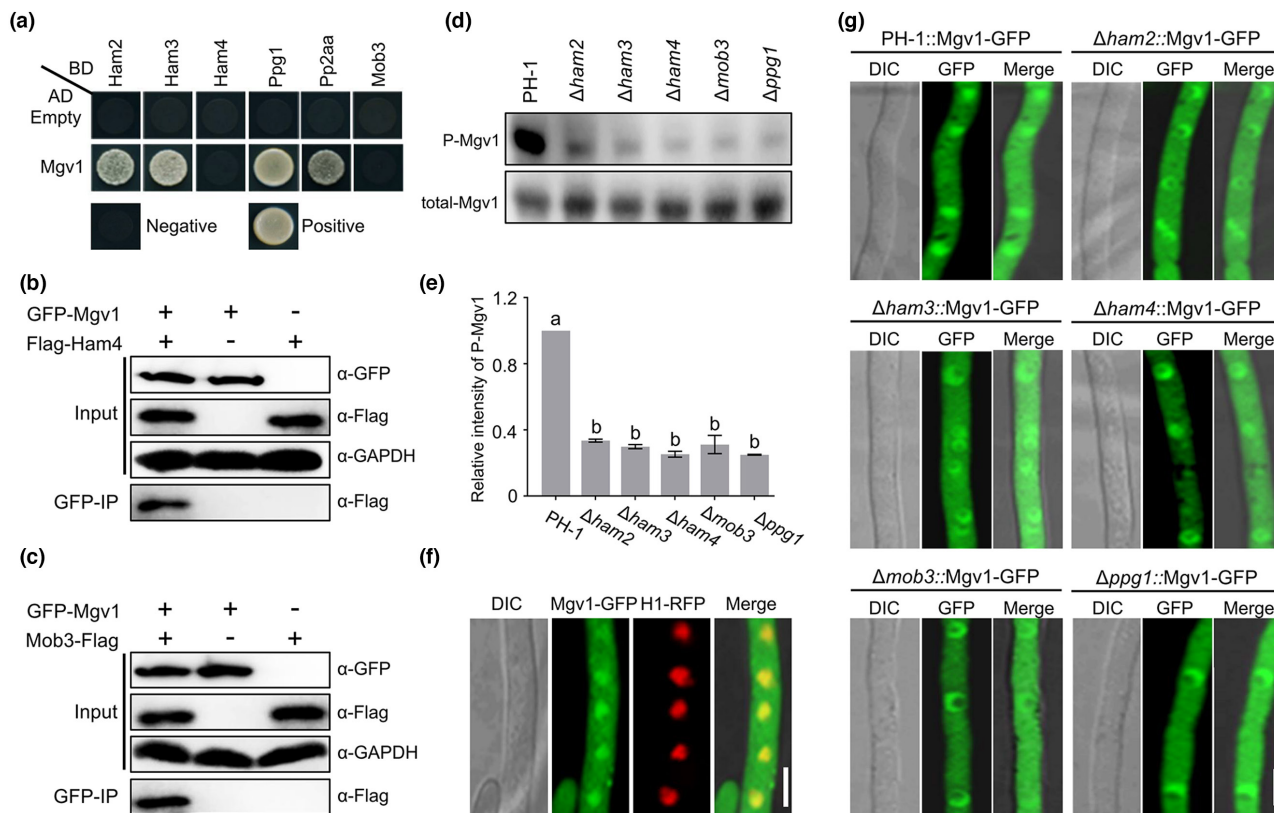 (a)
BD
Ham2
Ham3
Ham4
Ppg1
Pp2aa
Mob3
AD
Empty
Mgv1
Negative
Positive
(b)
GFP-Mgv1 + + -
Flag-Ham4 + - +
Input
α-GFP
α-Flag
α-GAPDH
GFP-IP
α-Flag
(c)
GFP-Mgv1 + + -
Mob3-Flag + - +
Input
α-GFP
α-Flag
α-GAPDH
GFP-IP
α-Flag
(d)
PH-1
Δham2
Δham3
Δham4
Δmob3
Δppg1
P-Mgv1
total-Mgv1
(e)
Relative intensity of P-Mgv1
1.2
0.8
0.4
0
a
b
b
b
b
b
PH-1
Δham2
Δham3
Δham4
Δmob3
Δppg1
(f)
DIC Mgv1-GFP H1-RFP Merge
(g)
PH-1::Mgv1-GFP
DIC GFP Merge
Δham2::Mgv1-GFP
DIC GFP Merge
Δham3::Mgv1-GFP
DIC GFP Merge
Δham4::Mgv1-GFP
DIC GFP Merge
Δmob3::Mgv1-GFP
DIC GFP Merge
Δppg1::Mgv1-GFP
DIC GFP Merge